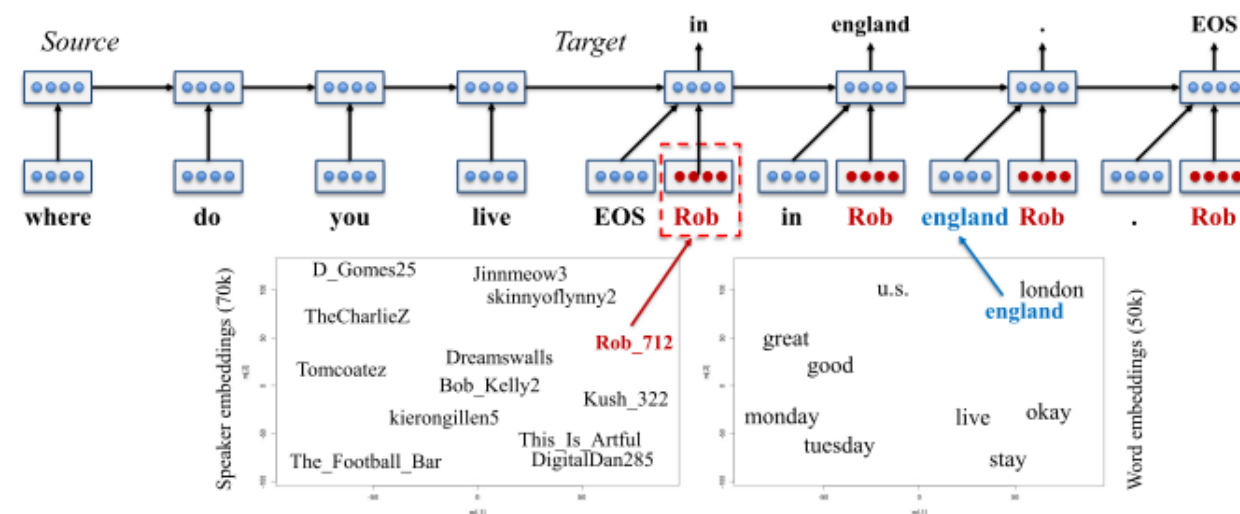 Source
Target
in
england
.
EOS
where
do
you
live
EOS
Rob
in
Rob
england
Rob
.
Rob
Speaker embeddings (70k)
D_Gomes25
Jinnmeow3
skinnyoflynny2
TheCharlieZ
Rob_712
Dreamswalls
Tomcoatez
Bob_Kelly2
Kush_322
kierongillen5
This_Is_Artful
The_Football_Bar
DigitalDan285
u.s.
london
england
great
good
monday
live
okay
tuesday
stay
Word embeddings (50k)